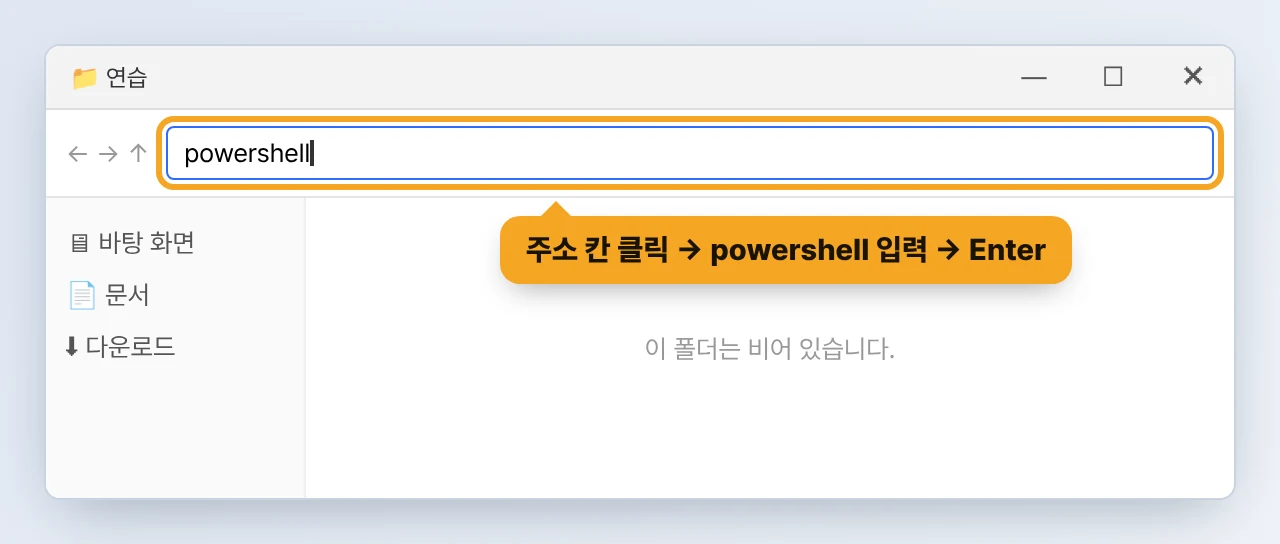 연습
powershell
주소 칸 클릭 → powershell 입력 → Enter
바탕 화면
문서
다운로드
이 폴더는 비어 있습니다.